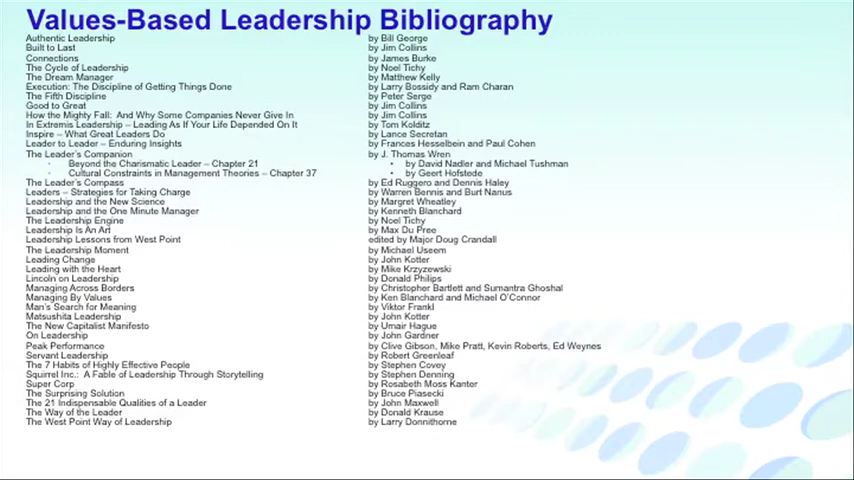 Values-Based Leadership Bibliography
Authentic Leadership by Bill George
Built to Last by Jim Collins
Connections by James Burke
The Cycle of Leadership by Noel Tichy
The Dream Manager by Matthew Kelly
Execution: The Discipline of Getting Things Done by Larry Bossidy and Ram Charan
The Fifth Discipline by Peter Serge
Good to Great by Jim Collins
How the Mighty Fall: And Why Some Companies Never Give In by Jim Collins
In Extremis Leadership – Leading As If Your Life Depended On It by Tom Kolditz
Inspire – What Great Leaders Do by Lance Secretan
Leader to Leader – Enduring Insights by Frances Hesselbein and Paul Cohen
The Leader's Companion by J. Thomas Wren
• Beyond the Charismatic Leader – Chapter 21 • by David Nadler and Michael Tushman
• Cultural Constraints in Management Theories – Chapter 37 • by Geert Hofstede
The Leader's Compass by Ed Ruggero and Dennis Haley
Leaders – Strategies for Taking Charge by Warren Bennis and Burt Nanus
Leadership and the New Science by Margret Wheatley
Leadership and the One Minute Manager by Kenneth Blanchard
The Leadership Engine by Noel Tichy
Leadership Is An Art by Max Du Pree
Leadership Lessons from West Point edited by Major Doug Crandall
The Leadership Moment by Michael Useem
Leading Change by John Kotter
Leading with the Heart by Mike Krzyzewski
Lincoln on Leadership by Donald Philips
Managing Across Borders by Christopher Bartlett and Sumantra Ghoshal
Managing By Values by Ken Blanchard and Michael O'Connor
Man's Search for Meaning by Viktor Frankl
Matsushita Leadership by John Kotter
The New Capitalist Manifesto by Umair Hague
On Leadership by John Gardner
Peak Performance by Clive Gibson, Mike Pratt, Kevin Roberts, Ed Weynes
Servant Leadership by Robert Greenleaf
The 7 Habits of Highly Effective People by Stephen Covey
Squirrel Inc.: A Fable of Leadership Through Storytelling by Stephen Denning
Super Corp by Rosabeth Moss Kanter
The Surprising Solution by Bruce Piasecki
The 21 Indispensable Qualities of a Leader by John Maxwell
The Way of the Leader by Donald Krause
The West Point Way of Leadership by Larry Donnithorne